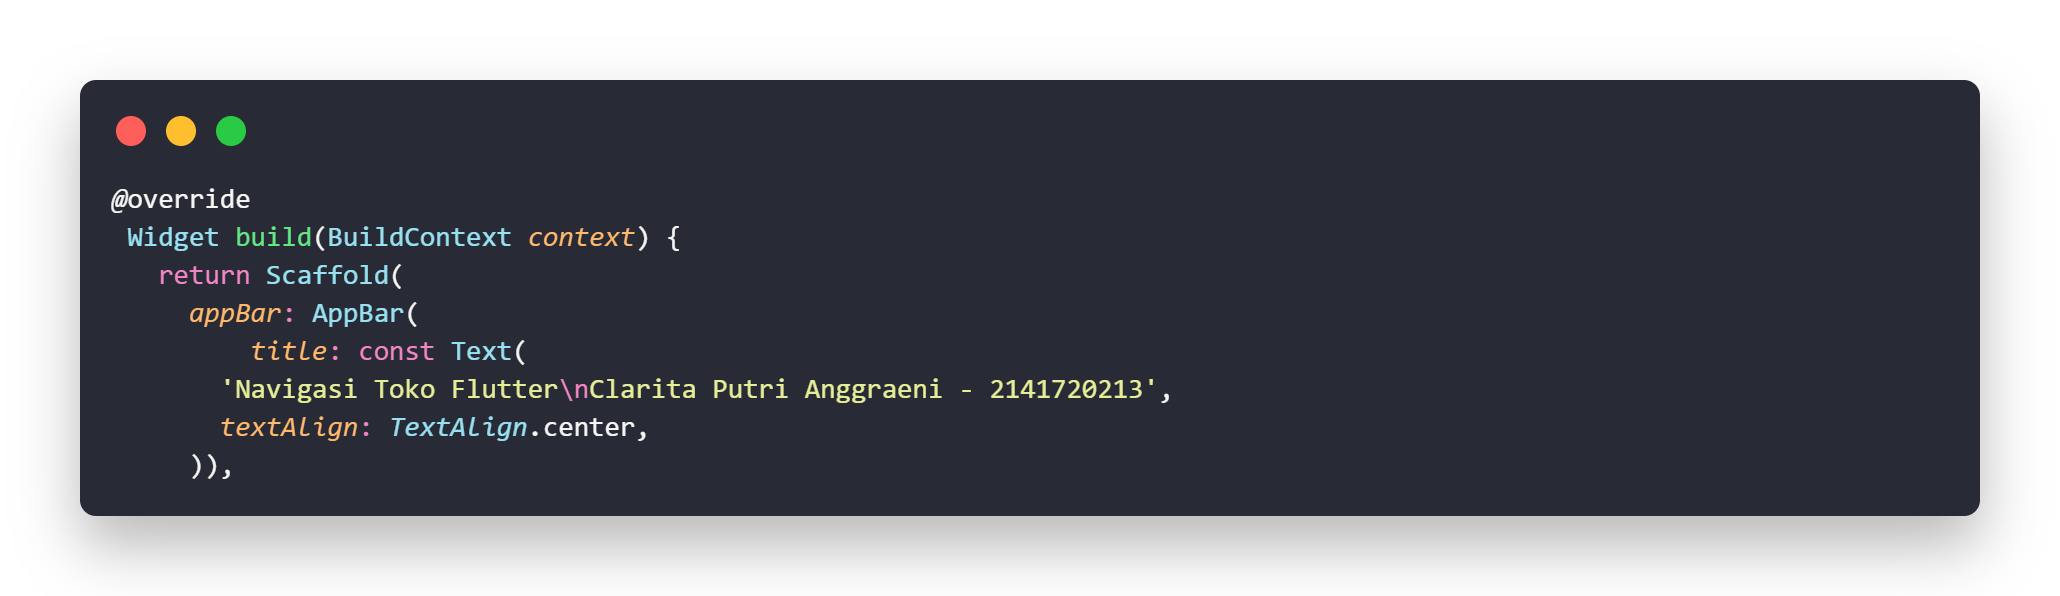 @override
 Widget build(BuildContext context) {
   return Scaffold(
     appBar: AppBar(
         title: const Text(
       'Navigasi Toko Flutter\nClarita Putri Anggraeni - 2141720213',
       textAlign: TextAlign.center,
     )),